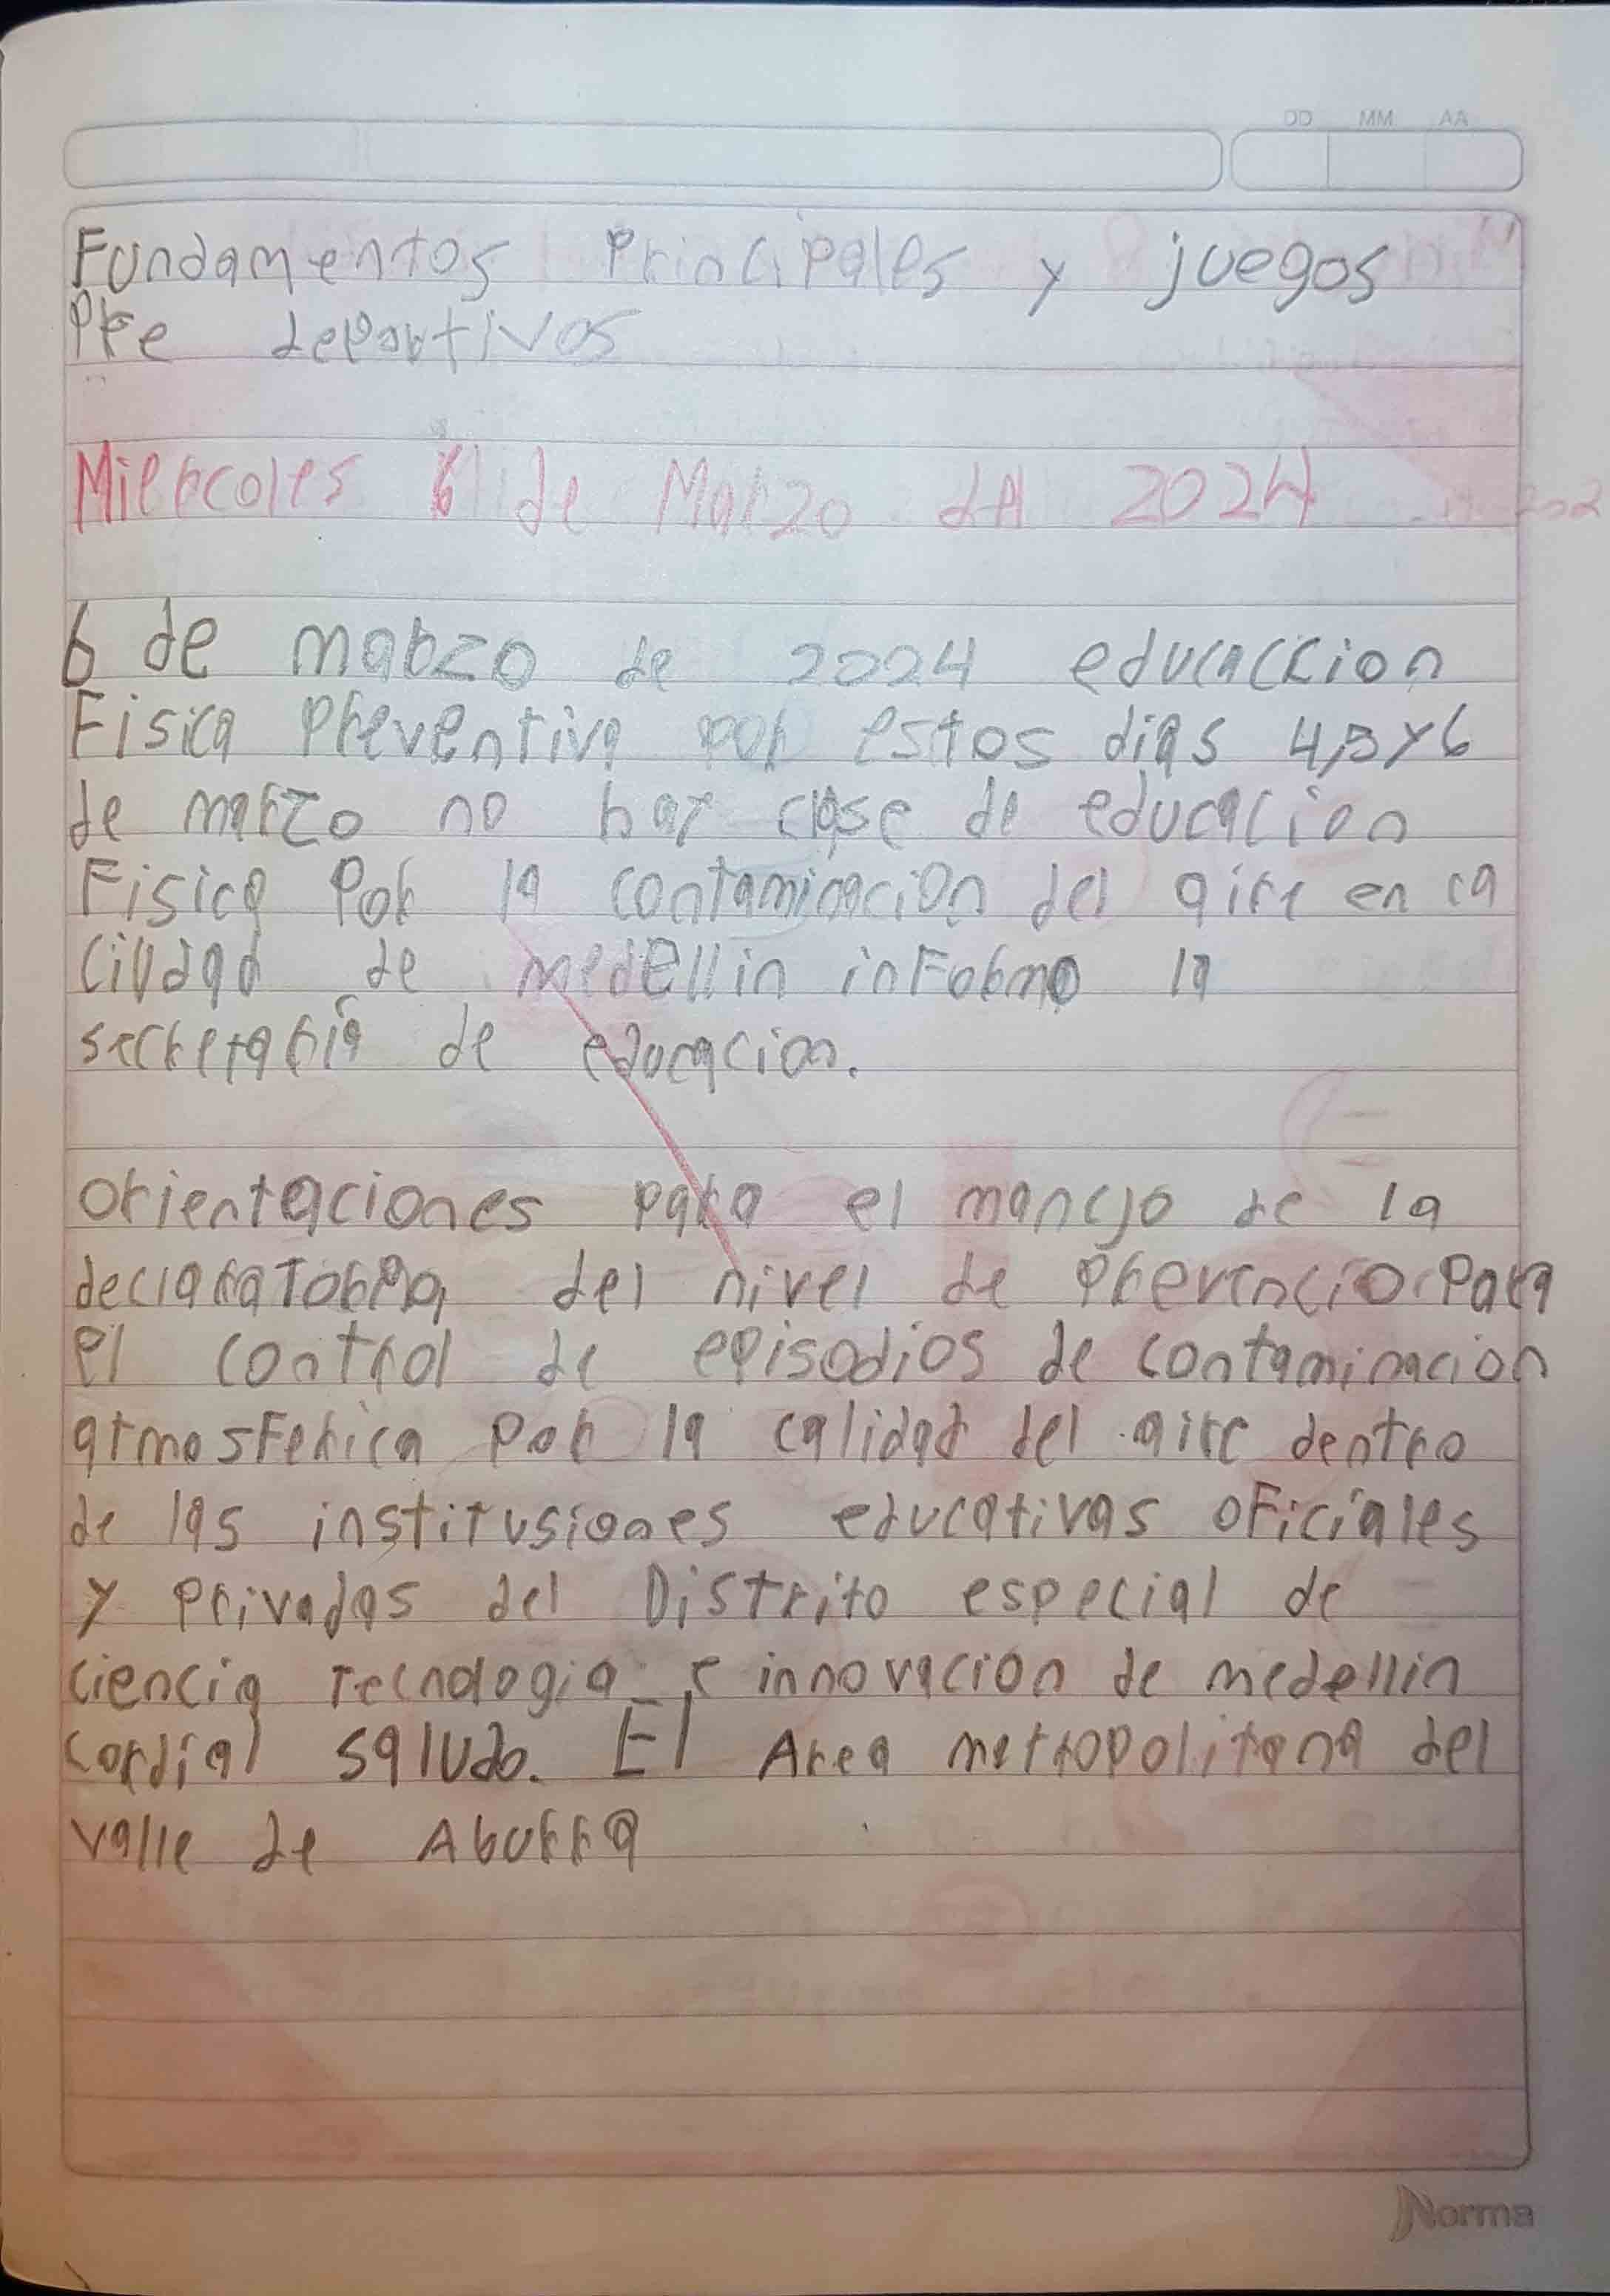 DD MM AA
Fundamentos Principales y juegos
Pre deportivos
Miercoles 6 de Marzo del 2024
6 de marzo de 2024 educaccion
Fisica Preventiva por estos dias 4,5 y 6
de marzo no hay clase de educacion
Fisica Por la contaminacion del aire en la
ciudad de medellin informo la
secretaría de educacion.
orientaciones para el manejo de la
declaratoria del nivel de Prevencio Para
el control de episodios de contaminacion
atmosferica Por la calidad del aire dentro
de las institusiones educativas oficiales
y Privadas del Distrito especial de
ciencia Tecnologia e innovacion de medellin
cordial saludo. El Area metropolitana del
valle de Aburra
Norma